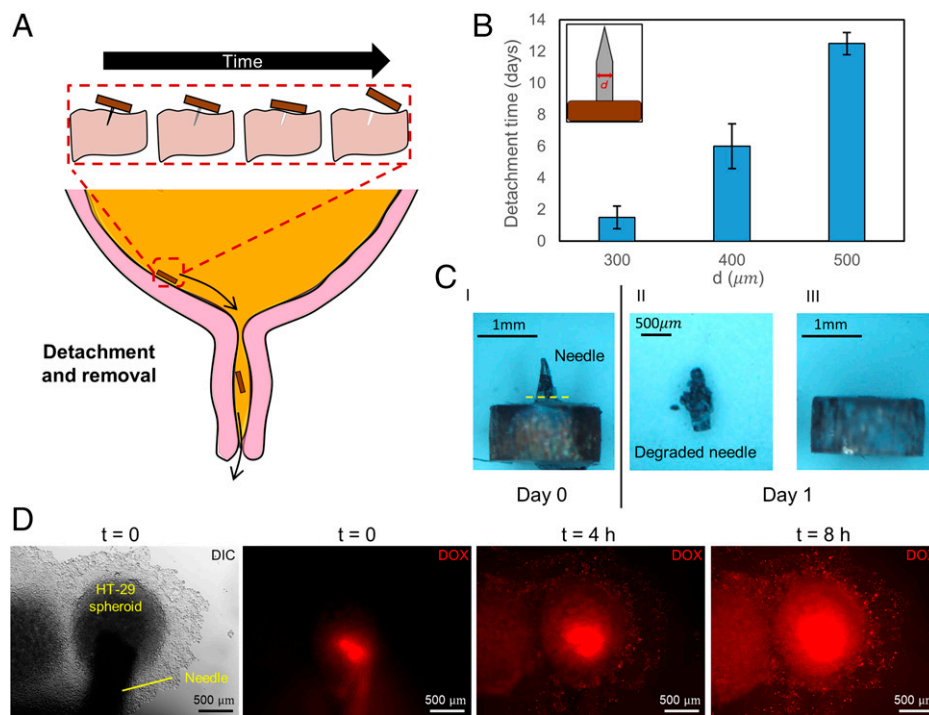 A
Time
Detachment
and removal
B
Detachment time (days)
14
12
10
8
6
4
2
0
d
300
400
500
d (μm)
C
I
II
III
1mm
500μm
1mm
Needle
Degraded needle
Day 0
Day 1
D
t = 0
t = 0
t = 4 h
t = 8 h
DIC
DOX
DOX
DO
HT-29
spheroid
Needle
500 μm
500 μm
500 μm
500 μm